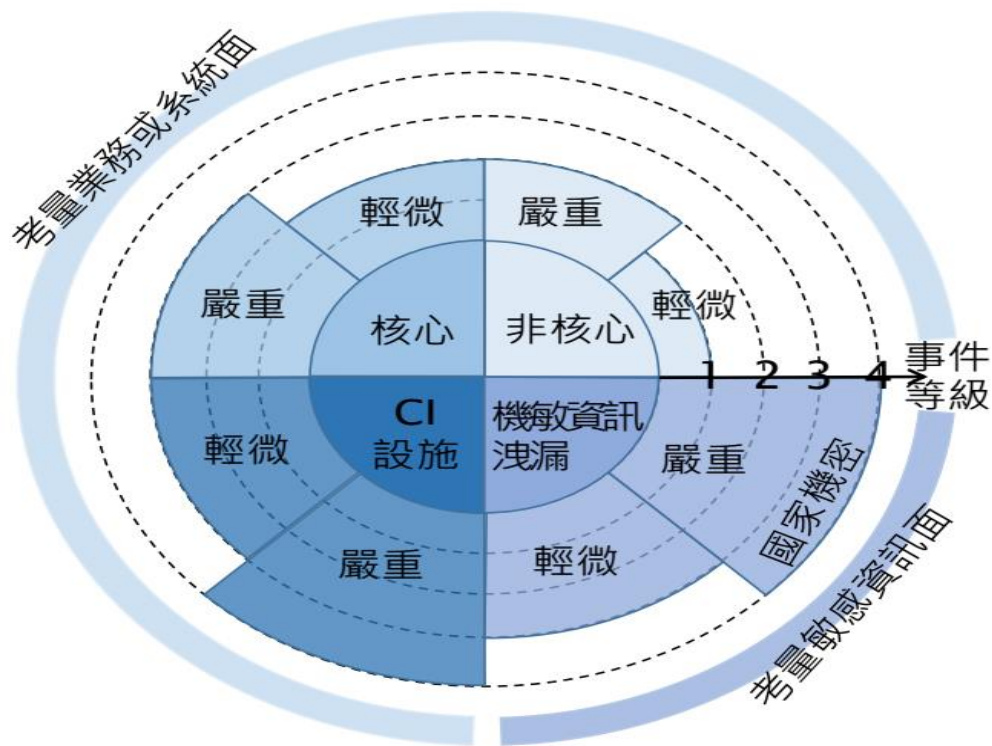 考量業務或系統面
輕微
嚴重
嚴重
核心
非核心
輕微
1 2 3 4
事件
等級
輕微
CI
設施
機敏資訊
洩漏
嚴重
國家機密
嚴重
輕微
考量敏感資訊面